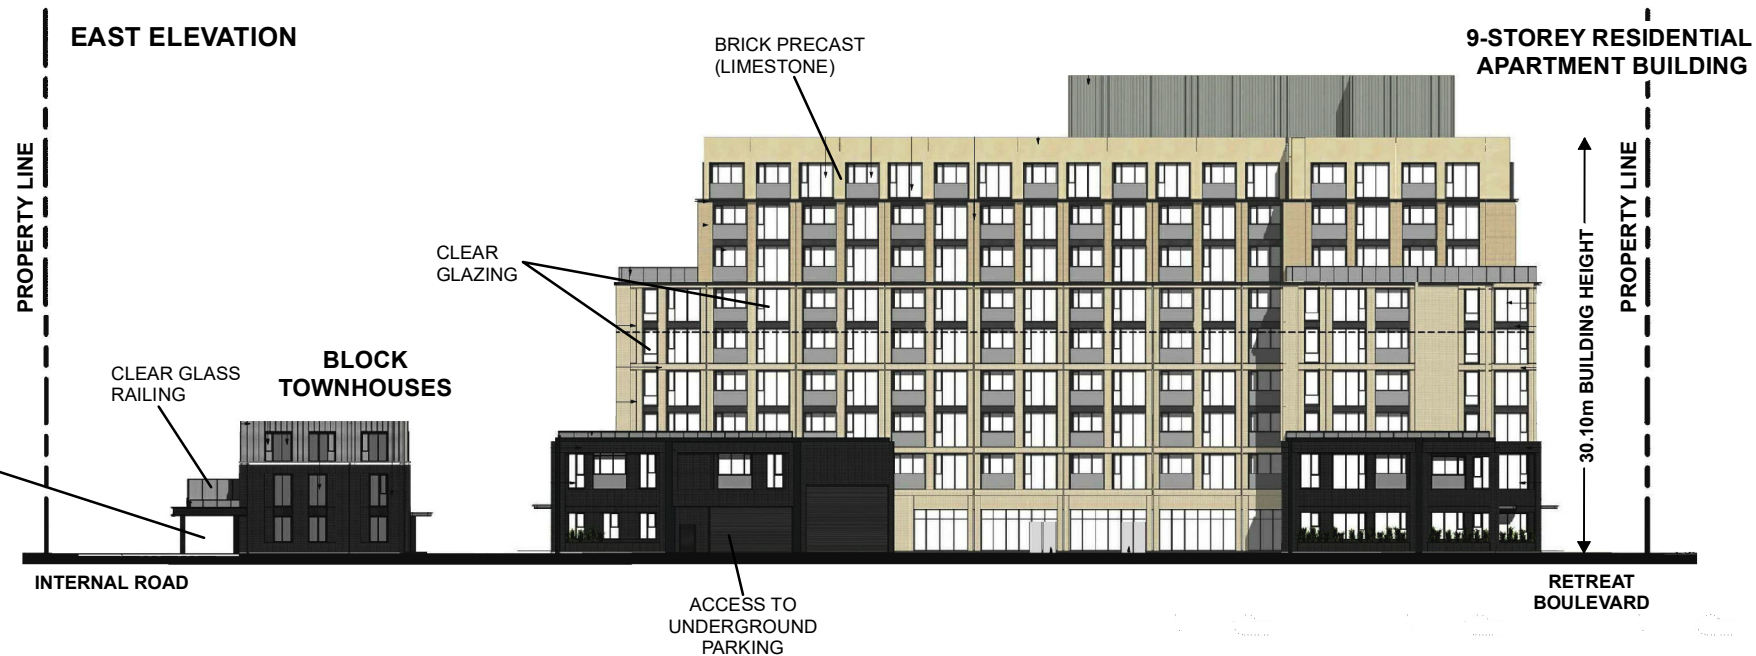 EAST ELEVATION
9-STOREY RESIDENTIAL
APARTMENT BUILDING
BRICK PRECAST
(LIMESTONE)
PROPERTY LINE
PROPERTY LINE
CLEAR
GLAZING
30.10m BUILDING HEIGHT
BLOCK
TOWNHOUSES
CLEAR GLASS
RAILING
INTERNAL ROAD
RETREAT
BOULEVARD
ACCESS TO
UNDERGROUND
PARKING